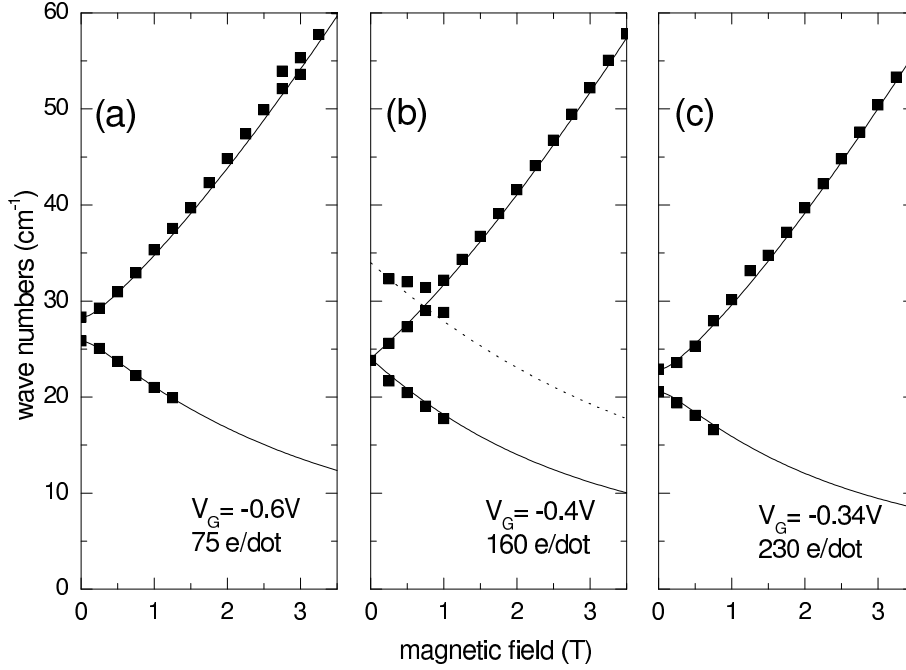 60
50
40
30
20
10
0
wave numbers (cm⁻¹)
(a)
V_G= -0.6V
75 e/dot
0 1 2 3
(b)
V_G= -0.4V
160 e/dot
0 1 2 3
(c)
V_G= -0.34V
230 e/dot
0 1 2 3
magnetic field (T)